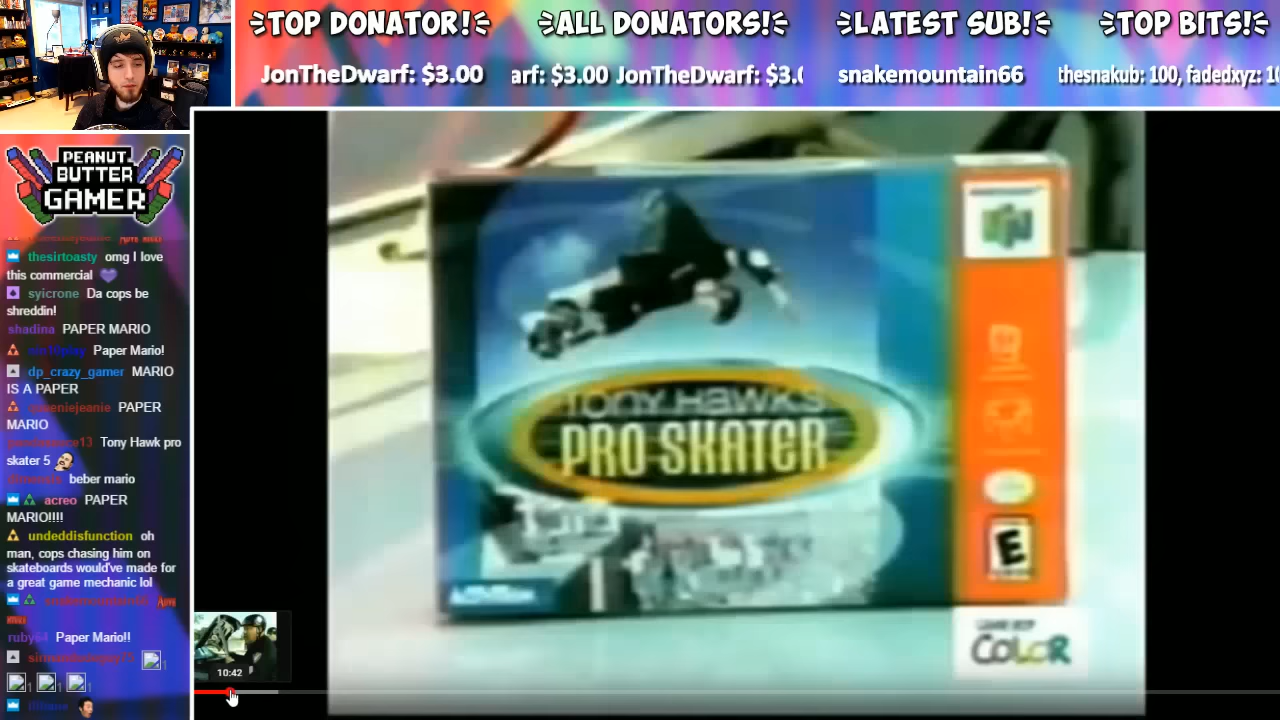 TOP DONATOR!
ALL DONATORS!
LATEST SUB!
TOP BITS!
JonTheDwarf: $3.00
arf: $3.00 JonTheDwarf: $3.0
snakemountain66
thesnakub: 100, fadedxyz: 10
PEANUT
BUTTER
GAMER
thesirtoasty omg I love
this commercial
syicrone Da cops be
shreddin!
shadina PAPER MARIO
Paper Mario!
dp_crazy_gamer MARIO
IS A PAPER
PAPER
MARIO
Tony Hawk pro
skater 5
beber mario
acreo PAPER
MARIO!!!!
undeddisfunction oh
man, cops chasing him on
skateboards would've made for
a great game mechanic lol
ruby64 Paper Mario!!
TONY HAWK'S
PRO SKATER
E
GAME BOY
COLOR
10:42